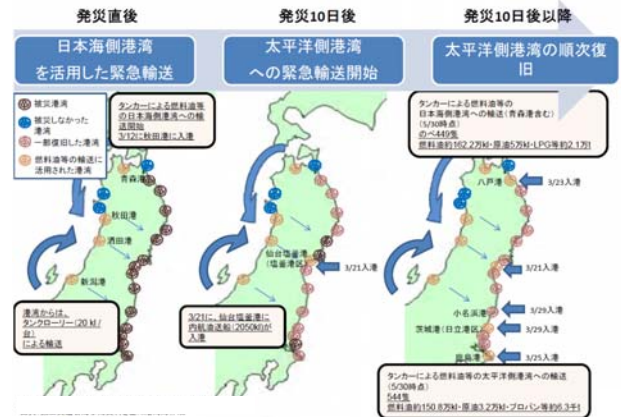 発災直後
発災10日後
発災10日後以降
日本海側港湾
を活用した緊急輸送
太平洋側港湾
への緊急輸送開始
太平洋側港湾の順次復
旧
被災港湾
被災しなかった
港湾
一部復旧した港湾
燃料油等の輸送に
活用された港湾
タンカーによる燃料油等
の日本海側港湾への輸
送開始
3/12に秋田港に入港
青森港
秋田港
酒田港
新潟港
港湾からは、
タンクローリー(20 kl /
台)
による輸送
仙台塩釜港
(塩釜港区)
3/21入港
3/21に、仙台塩釜港に
内航油送船(2050kl)が
入港
タンカーによる燃料油等の
日本海側港湾への輸送(青森港含む)
(5/30時点)
のべ449隻
燃料油約162.2万kl・原油5万kl・LPG等約2.1万t
八戸港
3/23入港
3/21入港
小名浜港
3/29入港
茨城港(日立港区)
3/29入港
鹿島港
3/25入港
タンカーによる燃料油等の太平洋側港湾への輸送
(5/30時点)
544隻
燃料油約150.8万kl・原油3.2万kl・プロパン等約6.3千t